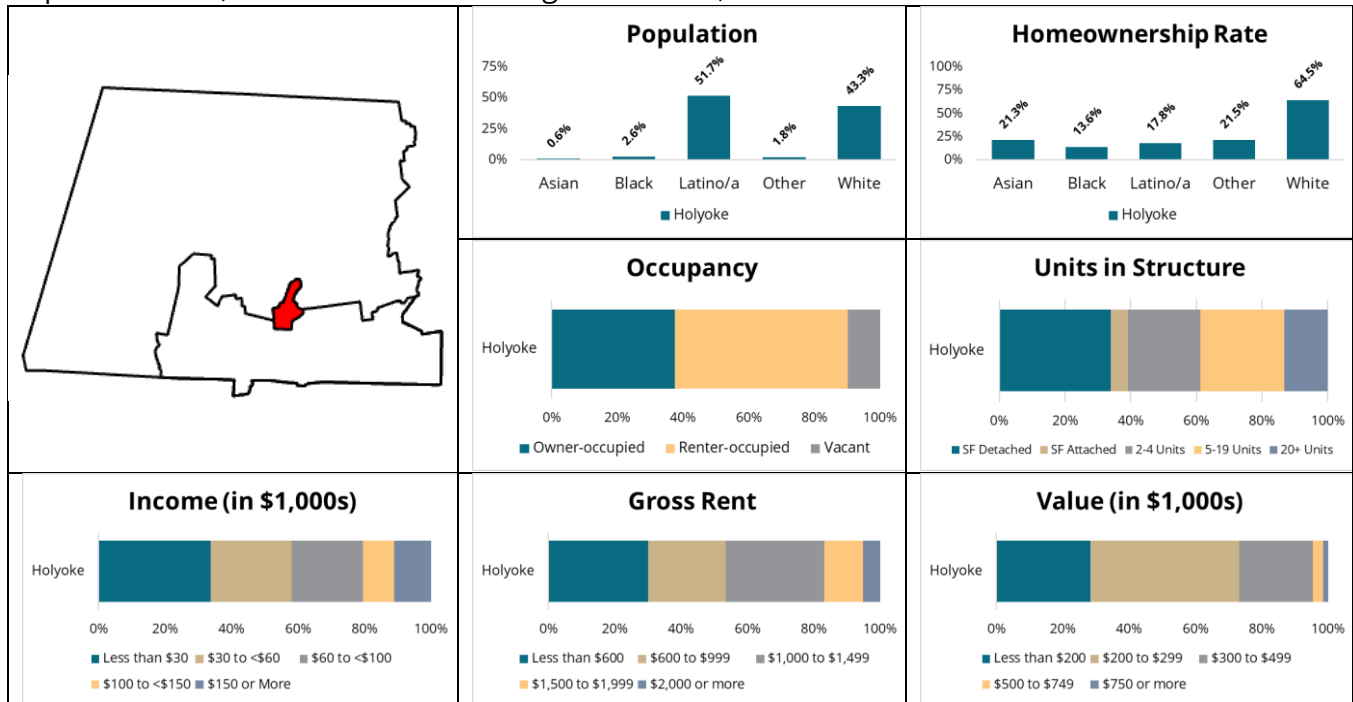 Population
75%
50%
25%
0%
0.6%
2.6%
51.7%
1.8%
43.3%
Asian Black Latino/a Other White
Holyoke
Homeownership Rate
100%
75%
50%
25%
0%
21.3%
13.6%
17.8%
21.5%
64.5%
Asian Black Latino/a Other White
Holyoke
Occupancy
Holyoke
0% 20% 40% 60% 80% 100%
Owner-occupied Renter-occupied Vacant
Units in Structure
Holyoke
0% 20% 40% 60% 80% 100%
SF Detached SF Attached 2-4 Units 5-19 Units 20+ Units
Income (in $1,000s)
Holyoke
0% 20% 40% 60% 80% 100%
Less than $30 $30 to <$60 $60 to <$100
$100 to <$150 $150 or More
Gross Rent
Holyoke
0% 20% 40% 60% 80% 100%
Less than $600 $600 to $999 $1,000 to $1,499
$1,500 to $1,999 $2,000 or more
Value (in $1,000s)
Holyoke
0% 20% 40% 60% 80% 100%
Less than $200 $200 to $299 $300 to $499
$500 to $749 $750 or more